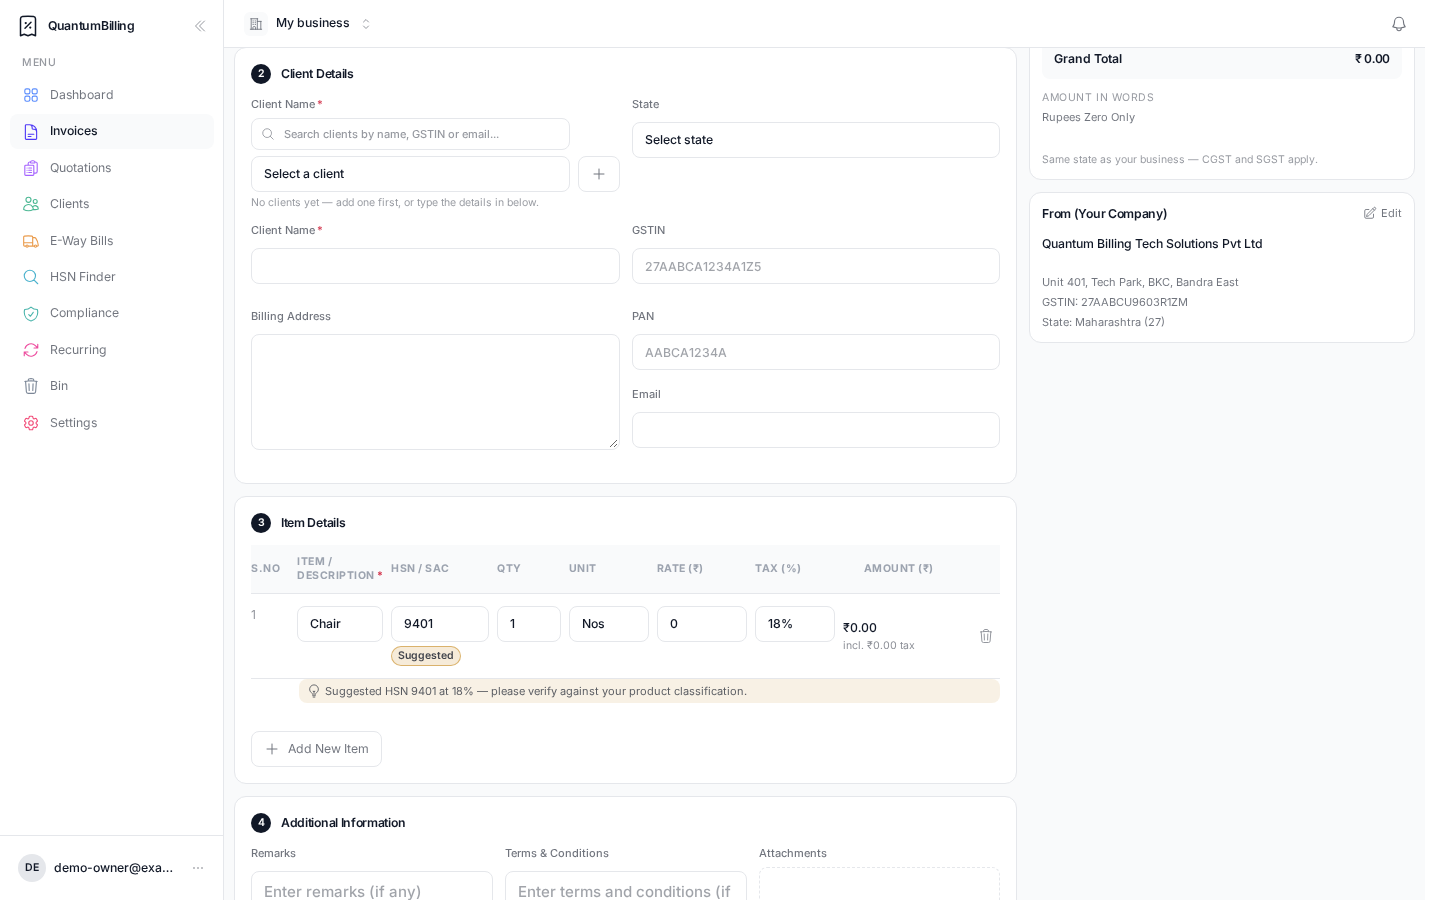 QuantumBilling
MENU
Dashboard
Invoices
Quotations
Clients
E-Way Bills
HSN Finder
Compliance
Recurring
Bin
Settings
DE
demo-owner@exa...
My business
2
Client Details
Client Name *
Search clients by name, GSTIN or email...
Select a client
No clients yet — add one first, or type the details in below.
State
Select state
Client Name *
GSTIN
27AABCA1234A1Z5
Billing Address
PAN
AABCA1234A
Email
3
Item Details
S.NO
ITEM /
DESCRIPTION *
HSN / SAC
QTY
UNIT
RATE (₹)
TAX (%)
AMOUNT (₹)
1
Chair
9401
1
Nos
0
18%
₹0.00
incl. ₹0.00 tax
Suggested
Suggested HSN 9401 at 18% — please verify against your product classification.
Add New Item
4
Additional Information
Remarks
Terms & Conditions
Attachments
Enter remarks (if any)
Enter terms and conditions (if
Grand Total
₹ 0.00
AMOUNT IN WORDS
Rupees Zero Only
Same state as your business — CGST and SGST apply.
From (Your Company)
Edit
Quantum Billing Tech Solutions Pvt Ltd
Unit 401, Tech Park, BKC, Bandra East
GSTIN: 27AABCU9603R1ZM
State: Maharashtra (27)